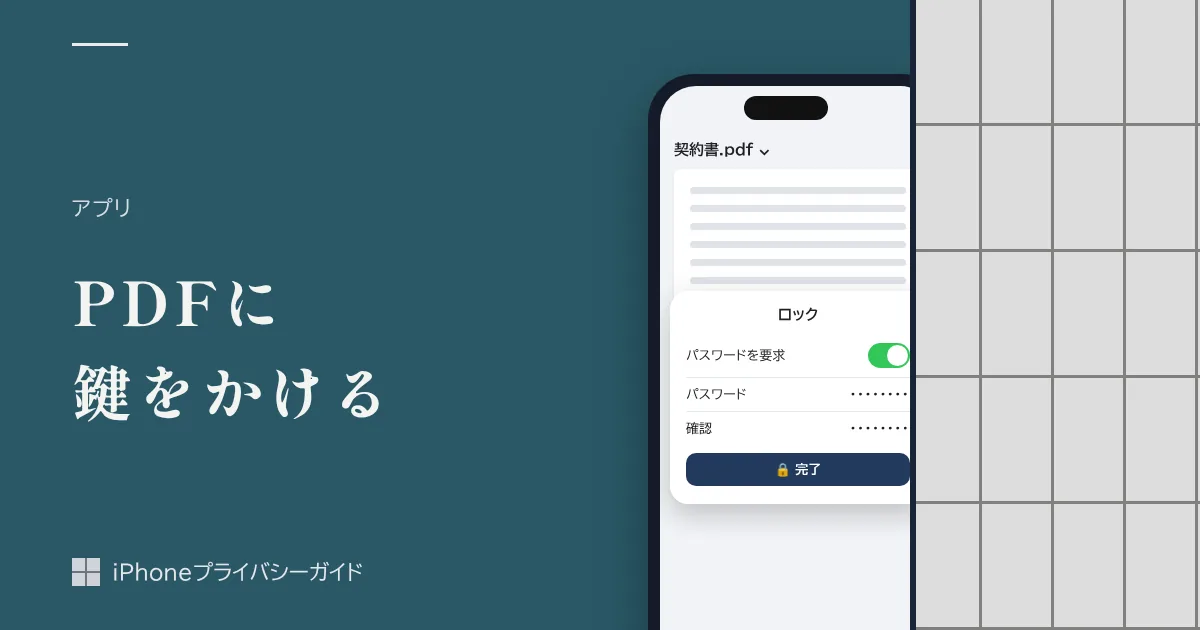 アプリ
PDFに
鍵をかける
iPhoneプライバシーガイド
契約書.pdf
ロック
パスワードを要求
パスワード ••••••••
確認 ••••••••
🔒 完了